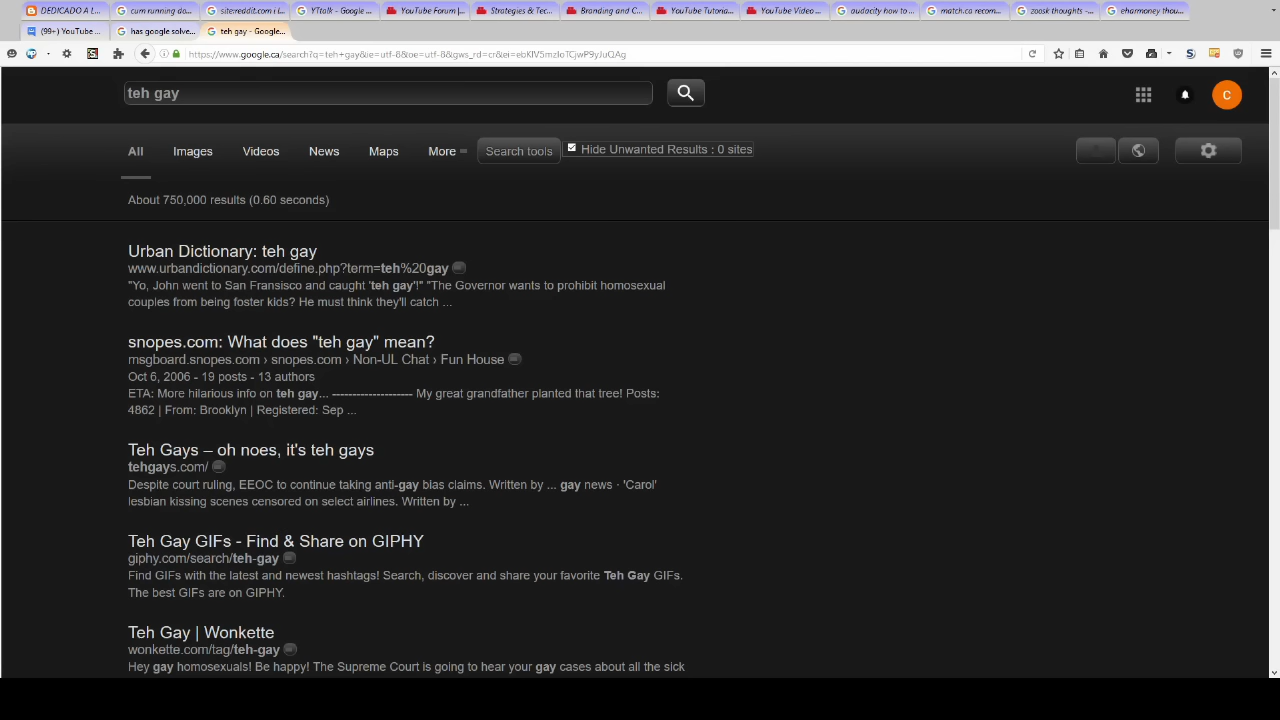 DEDICADO A L...
cum running do...
site:reddit.com i l...
YTtalk - Google ...
YouTube Forum |...
Strategies & Tec...
Branding and C...
YouTube Tutoria...
YouTube Video ...
audacity how to ...
match.ca recom...
zoosk thoughts -...
eharmoney thou...
(99+) YouTube ...
has google solve...
teh gay - Google...
https://www.google.ca/search?q=teh+gay&ie=utf-8&oe=utf-8&gws_rd=cr&ei=ebKIV5mzIoTCjwP9yJuQAg
teh gay
C
All Images Videos News Maps More Search tools Hide Unwanted Results : 0 sites
About 750,000 results (0.60 seconds)
Urban Dictionary: teh gay
www.urbandictionary.com/define.php?term=teh%20gay
"Yo, John went to San Fransisco and caught 'teh gay'!" "The Governor wants to prohibit homosexual
couples from being foster kids? He must think they'll catch ...
snopes.com: What does "teh gay" mean?
msgboard.snopes.com › snopes.com › Non-UL Chat › Fun House
Oct 6, 2006 - 19 posts - 13 authors
ETA: More hilarious info on teh gay... -------------------- My great grandfather planted that tree! Posts:
4862 | From: Brooklyn | Registered: Sep ...
Teh Gays – oh noes, it's teh gays
tehgays.com/
Despite court ruling, EEOC to continue taking anti-gay bias claims. Written by ... gay news · 'Carol'
lesbian kissing scenes censored on select airlines. Written by ...
Teh Gay GIFs - Find & Share on GIPHY
giphy.com/search/teh-gay
Find GIFs with the latest and newest hashtags! Search, discover and share your favorite Teh Gay GIFs.
The best GIFs are on GIPHY.
Teh Gay | Wonkette
wonkette.com/tag/teh-gay
Hey gay homosexuals! Be happy! The Supreme Court is going to hear your gay cases about all the sick